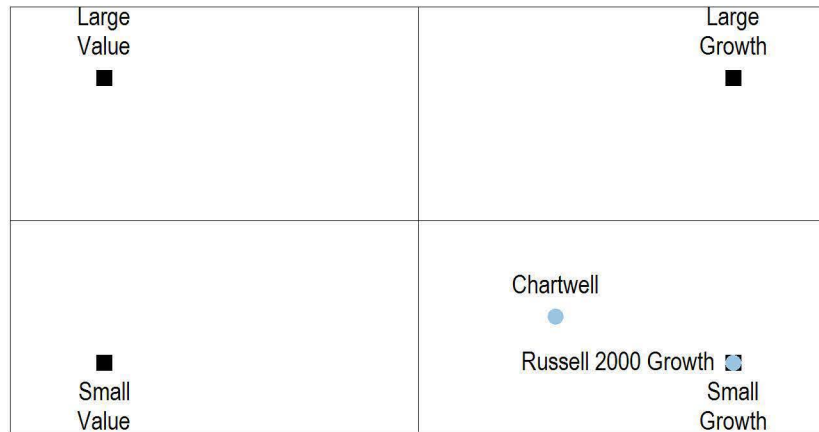 Large
Value
Large
Growth
Chartwell
Russell 2000 Growth
Small
Value
Small
Growth